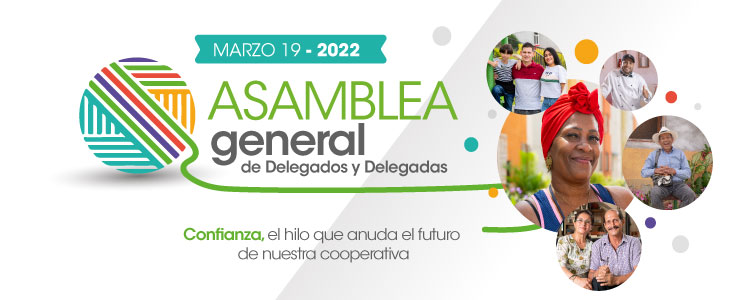 MARZO 19 - 2022
ASAMBLEA
general
de Delegados y Delegadas
Confianza, el hilo que anuda el futuro
de nuestra cooperativa